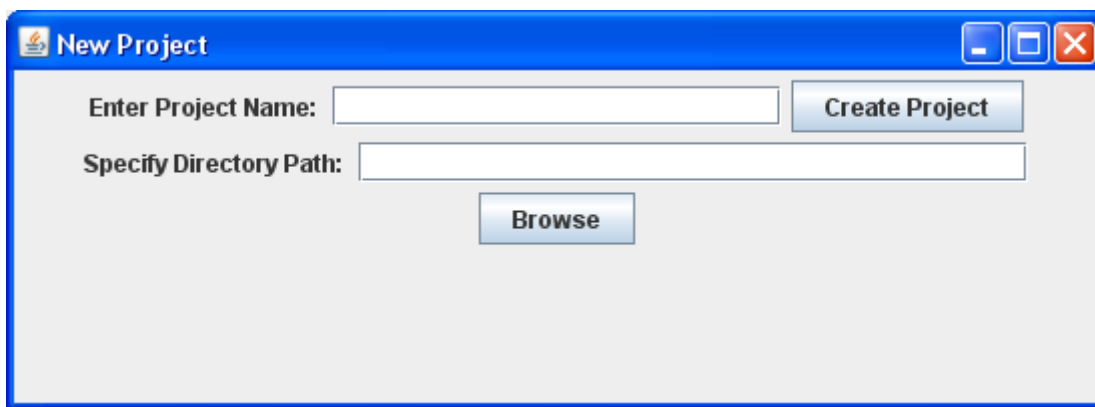 New Project
Enter Project Name: Create Project
Specify Directory Path:
Browse